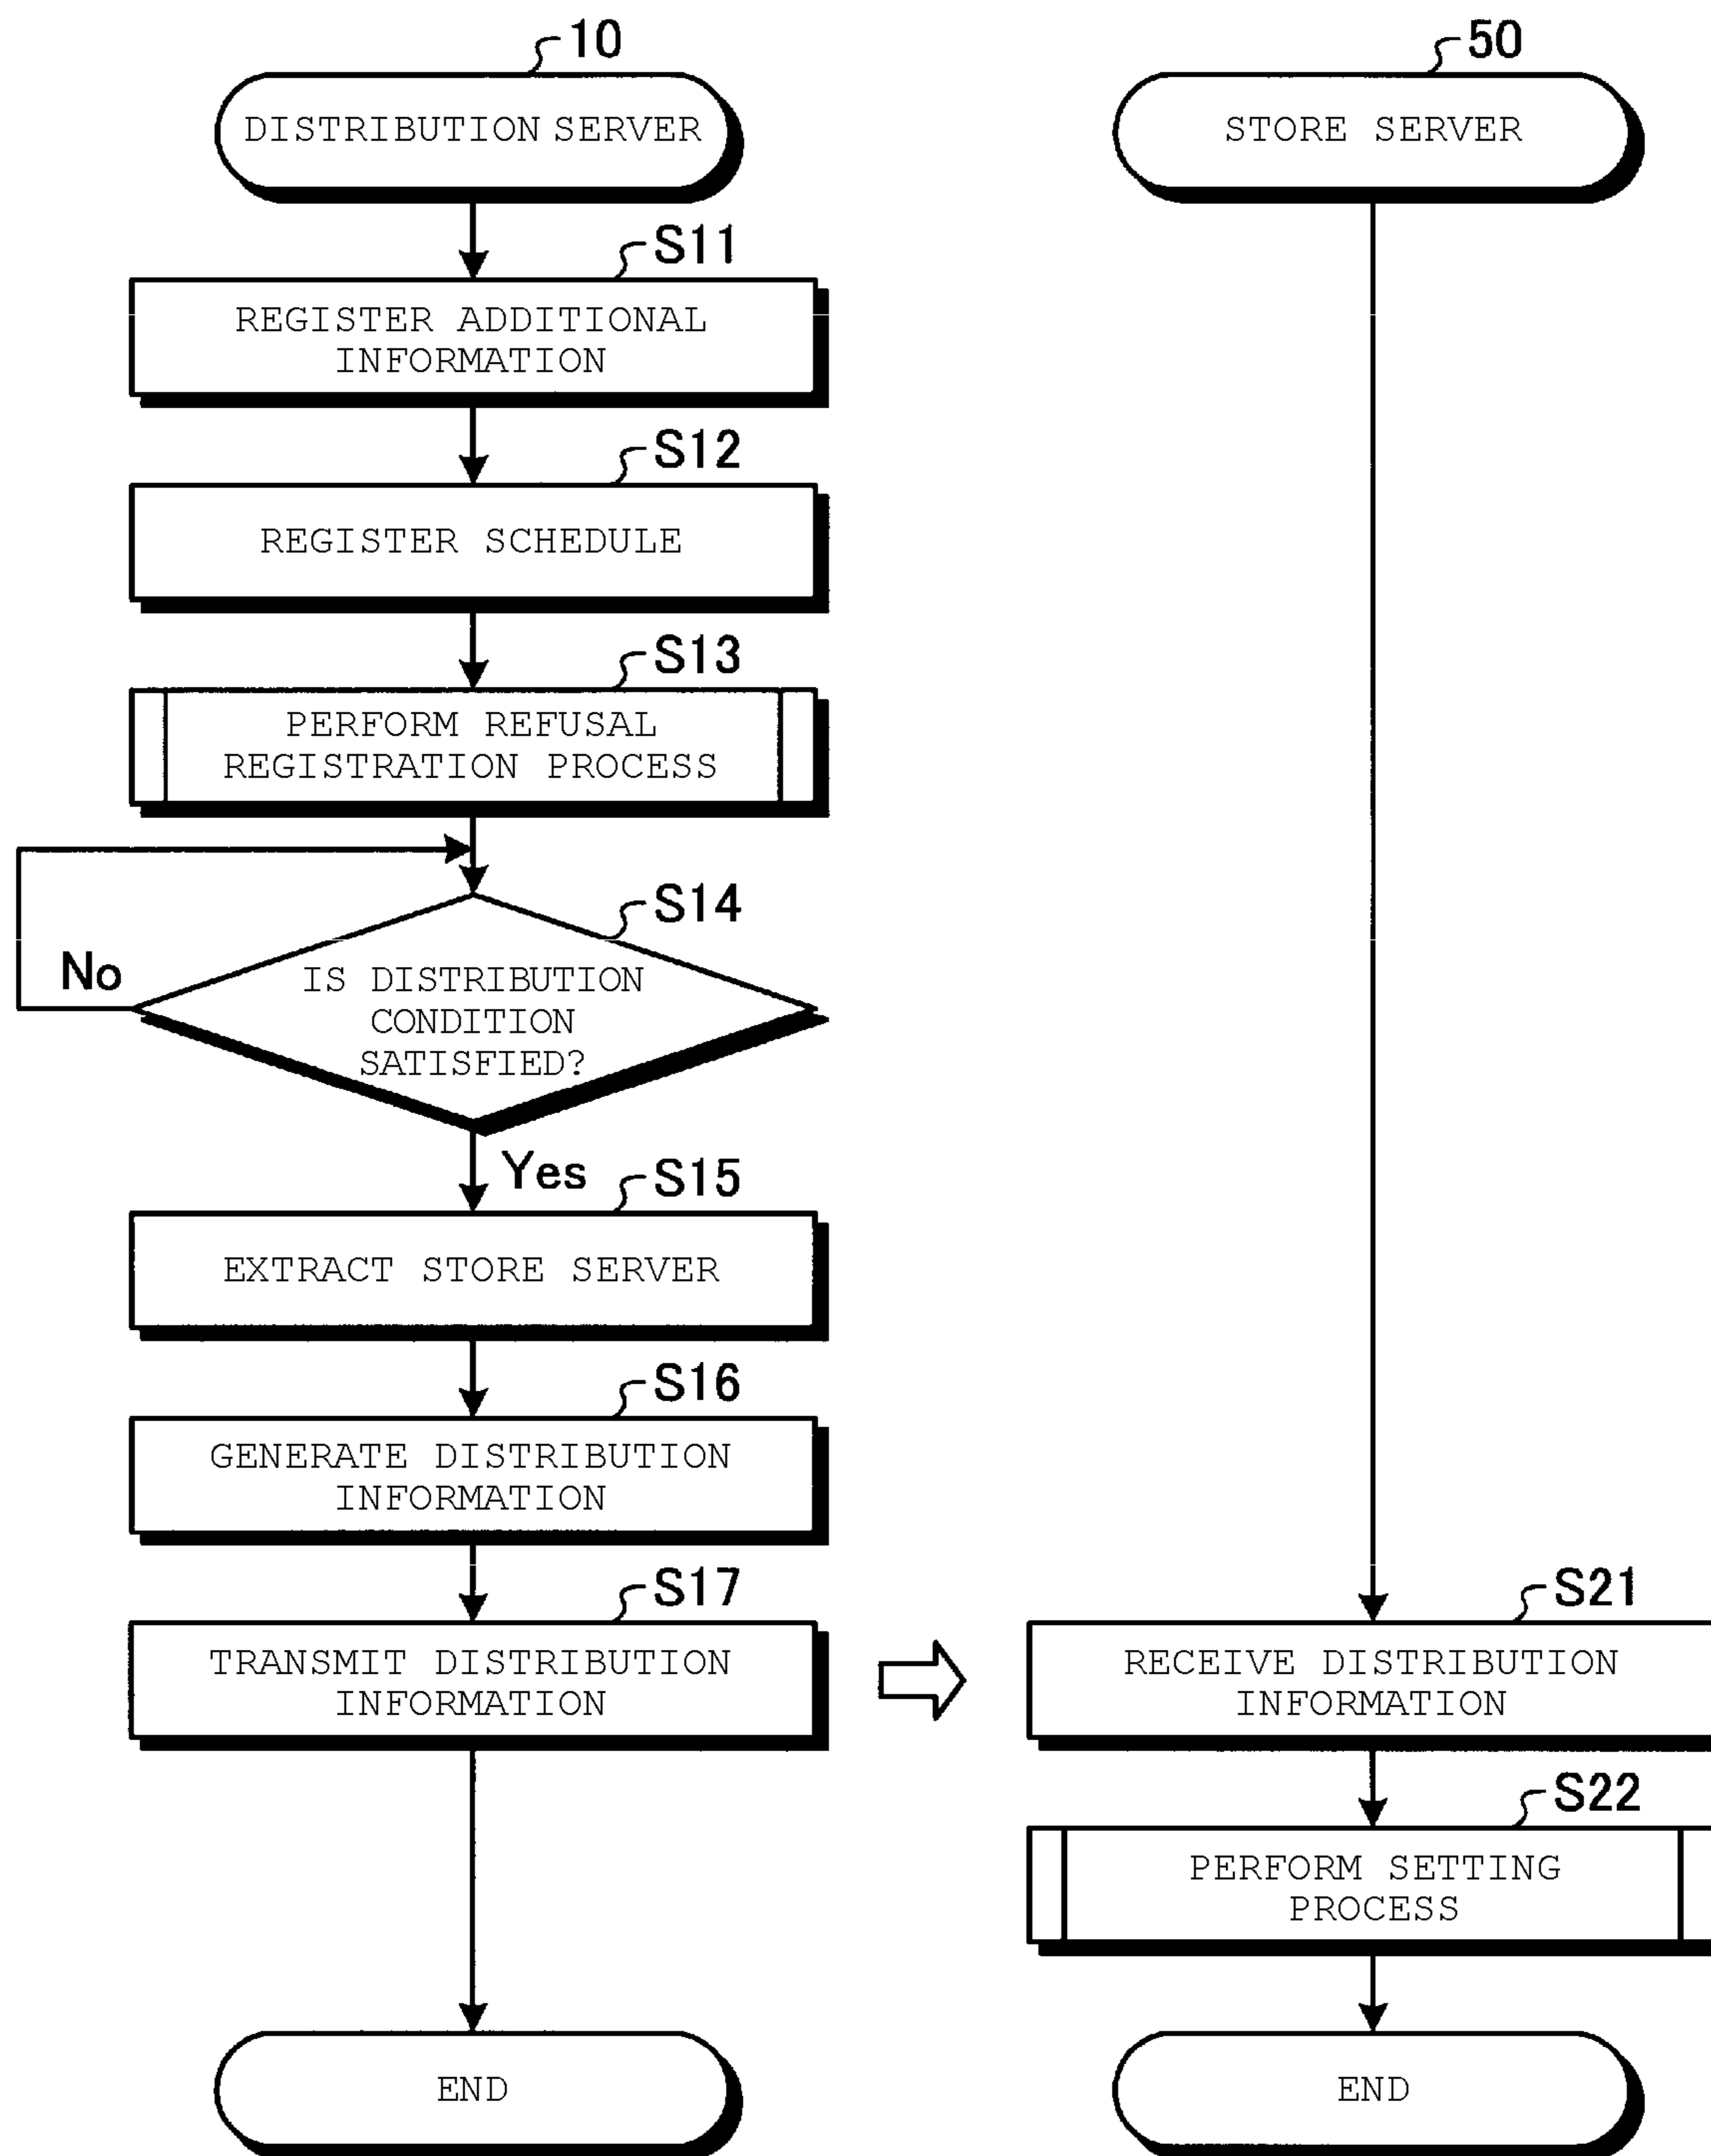 10
DISTRIBUTION SERVER
S11
REGISTER ADDITIONAL
INFORMATION
S12
REGISTER SCHEDULE
S13
PERFORM REFUSAL
REGISTRATION PROCESS
S14
No
IS DISTRIBUTION
CONDITION
SATISFIED?
Yes
S15
EXTRACT STORE SERVER
S16
GENERATE DISTRIBUTION
INFORMATION
S17
TRANSMIT DISTRIBUTION
INFORMATION
END
50
STORE SERVER
S21
RECEIVE DISTRIBUTION
INFORMATION
S22
PERFORM SETTING
PROCESS
END